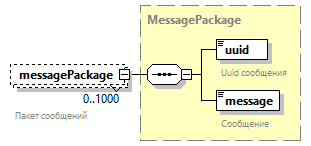 MessagePackage
uuid
Uuid сообщения
messagePackage
0..1000
Пакет сообщений
message
Сообщение